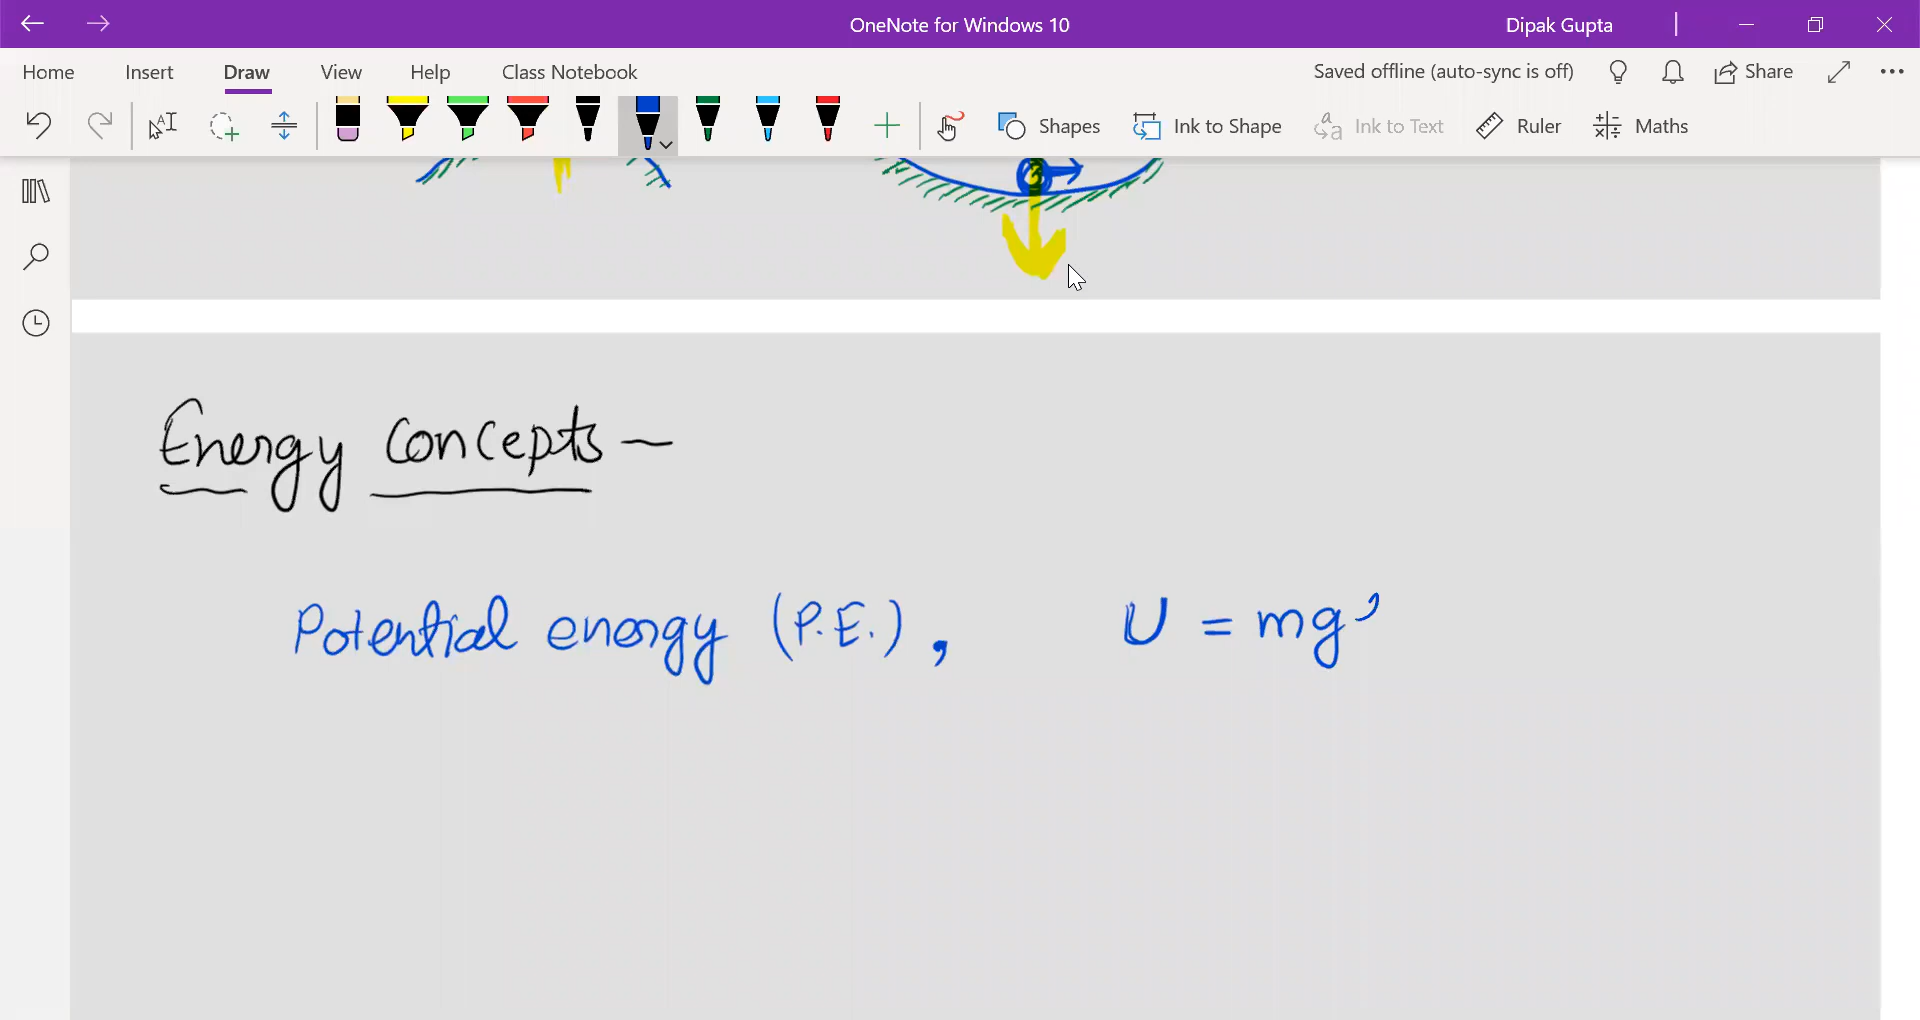 OneNote for Windows 10
Dipak Gupta
Home Insert Draw View Help Class Notebook
Saved offline (auto-sync is off) Share
Shapes Ink to Shape Ink to Text Ruler Maths
Energy concepts —
Potential energy (P.E.), U = mg